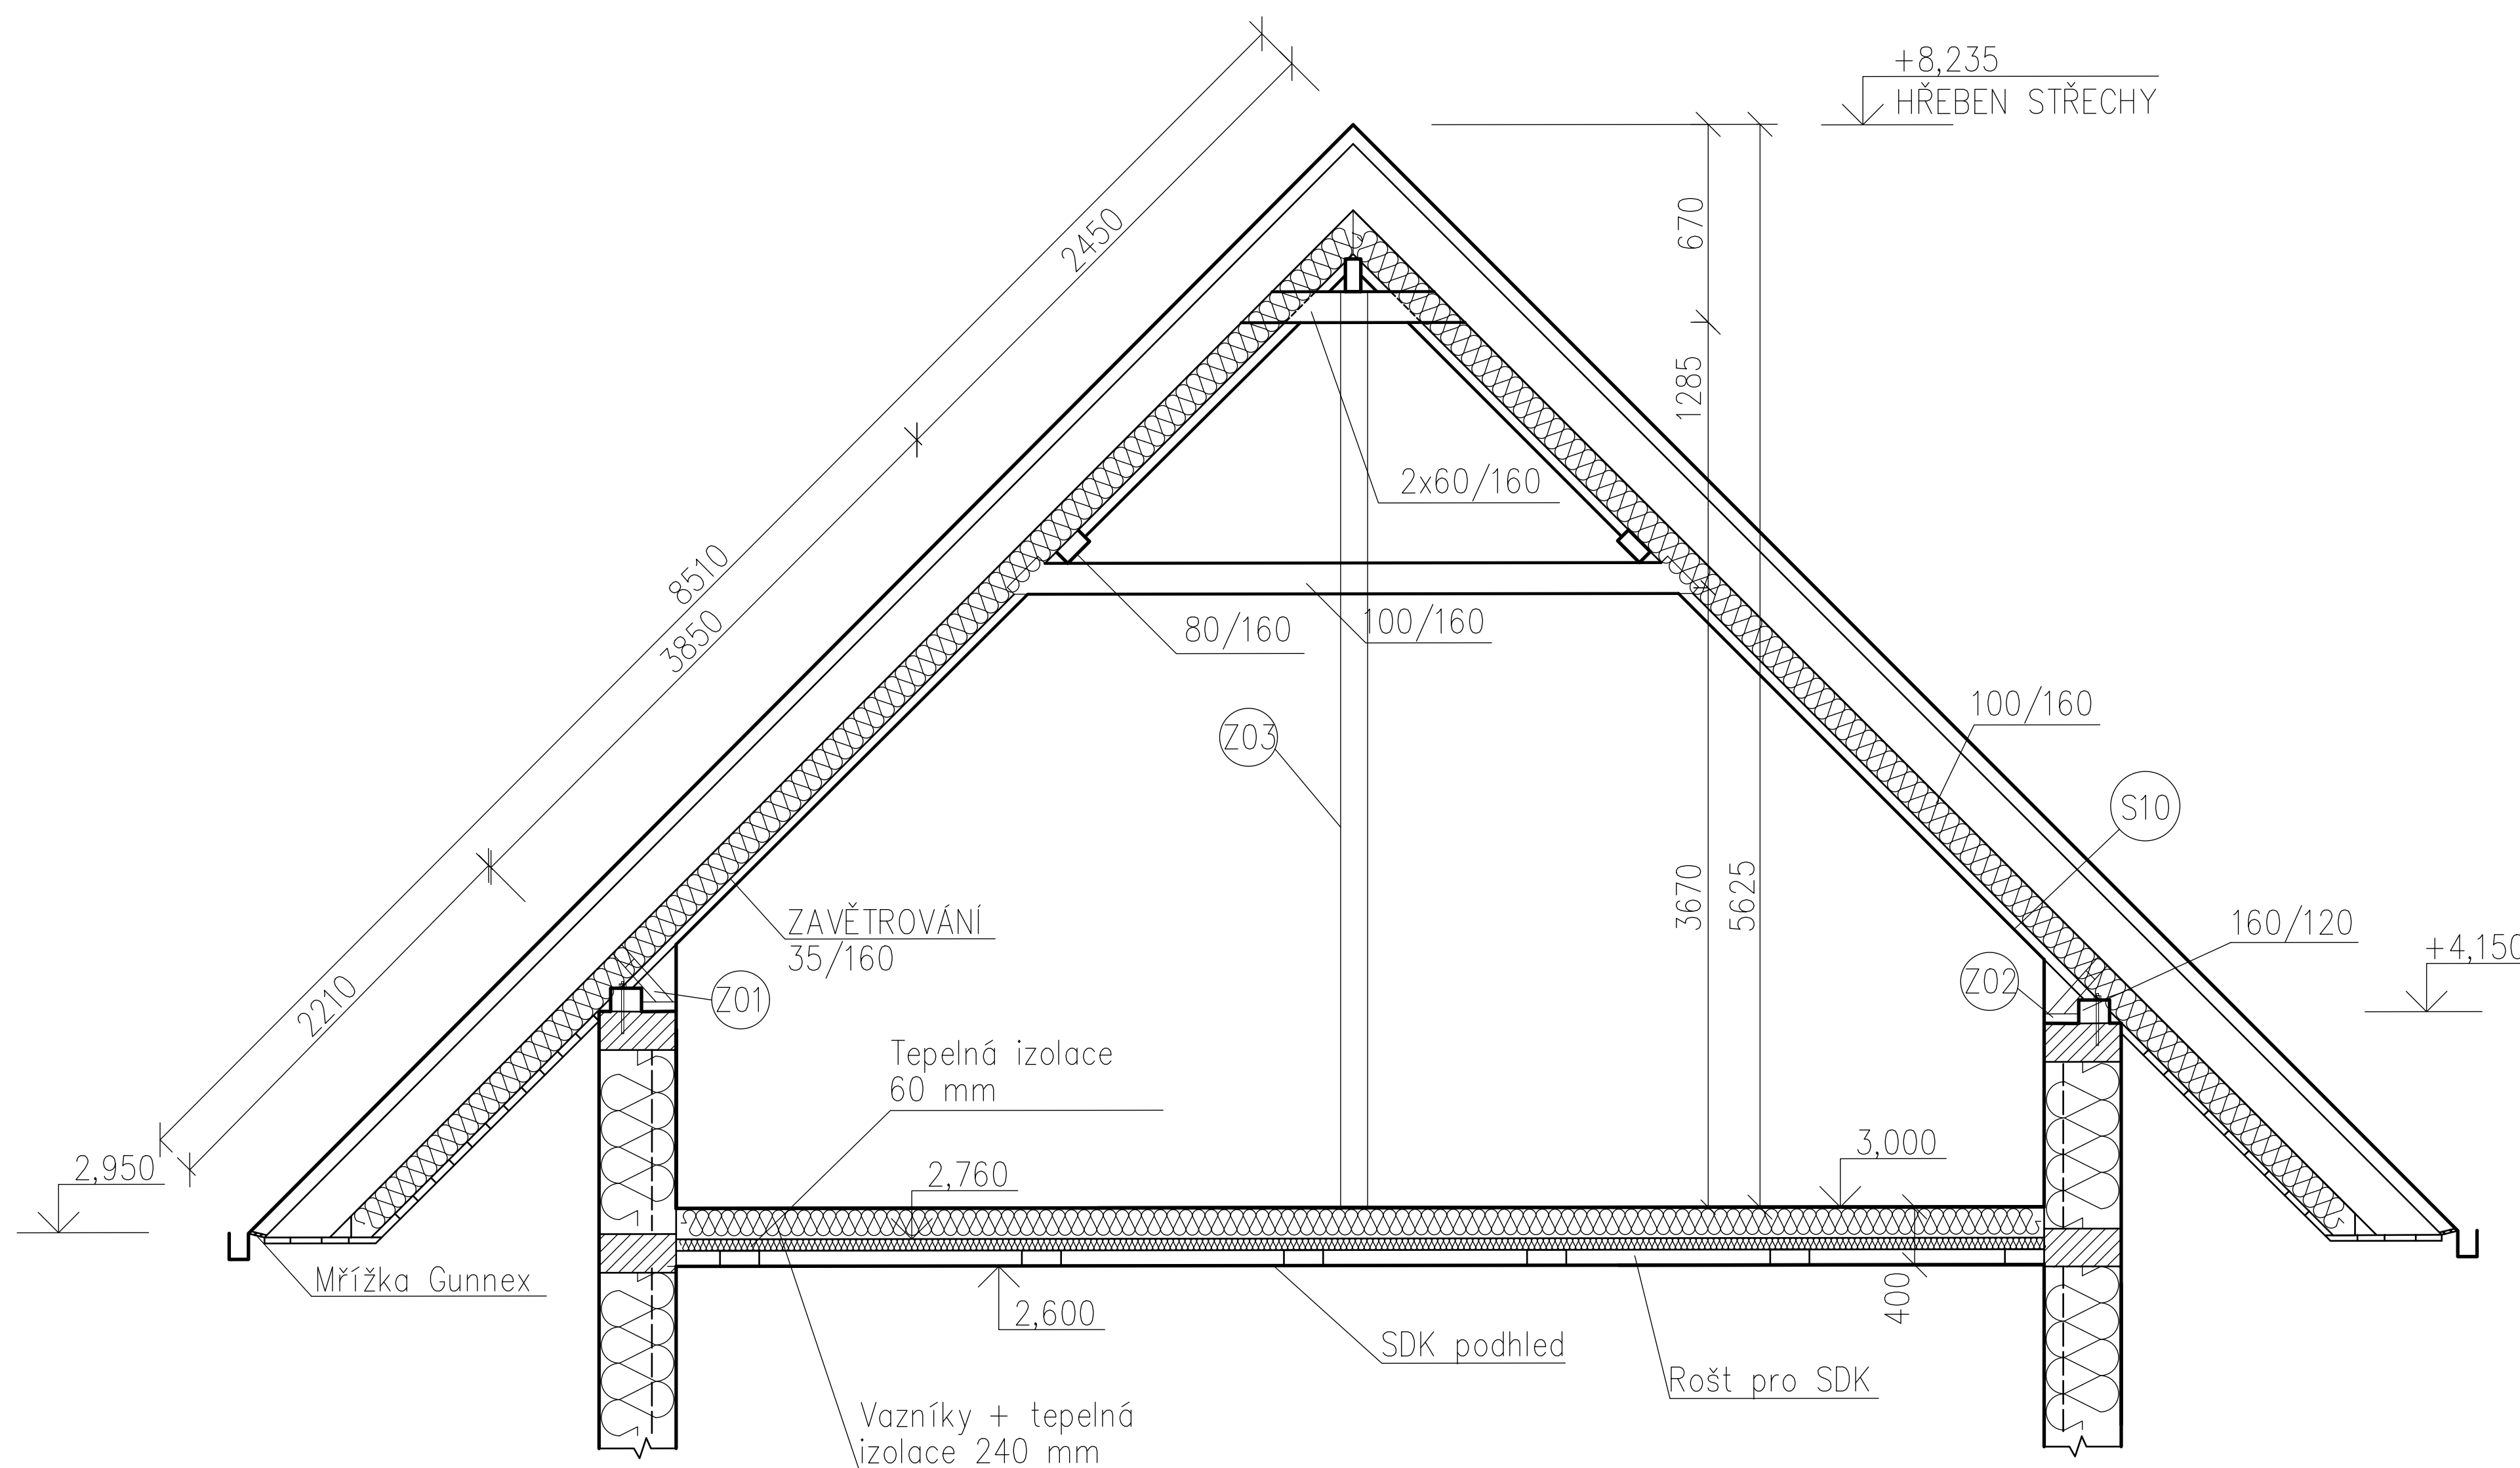 +8,235
HŘEBEN STŘECHY
2450
670
1285
2x60/160
8510
3850
80/160
100/160
100/160
Z03
S10
3670
5625
ZAVĚTROVÁNÍ
35/160
160/120
+4,150
Z01
Z02
2210
Tepelná izolace
60 mm
2,950
2,760
3,000
Mřížka Gunnex
2,600
400
SDK podhled
Rošt pro SDK
Vazníky + tepelná
izolace 240 mm